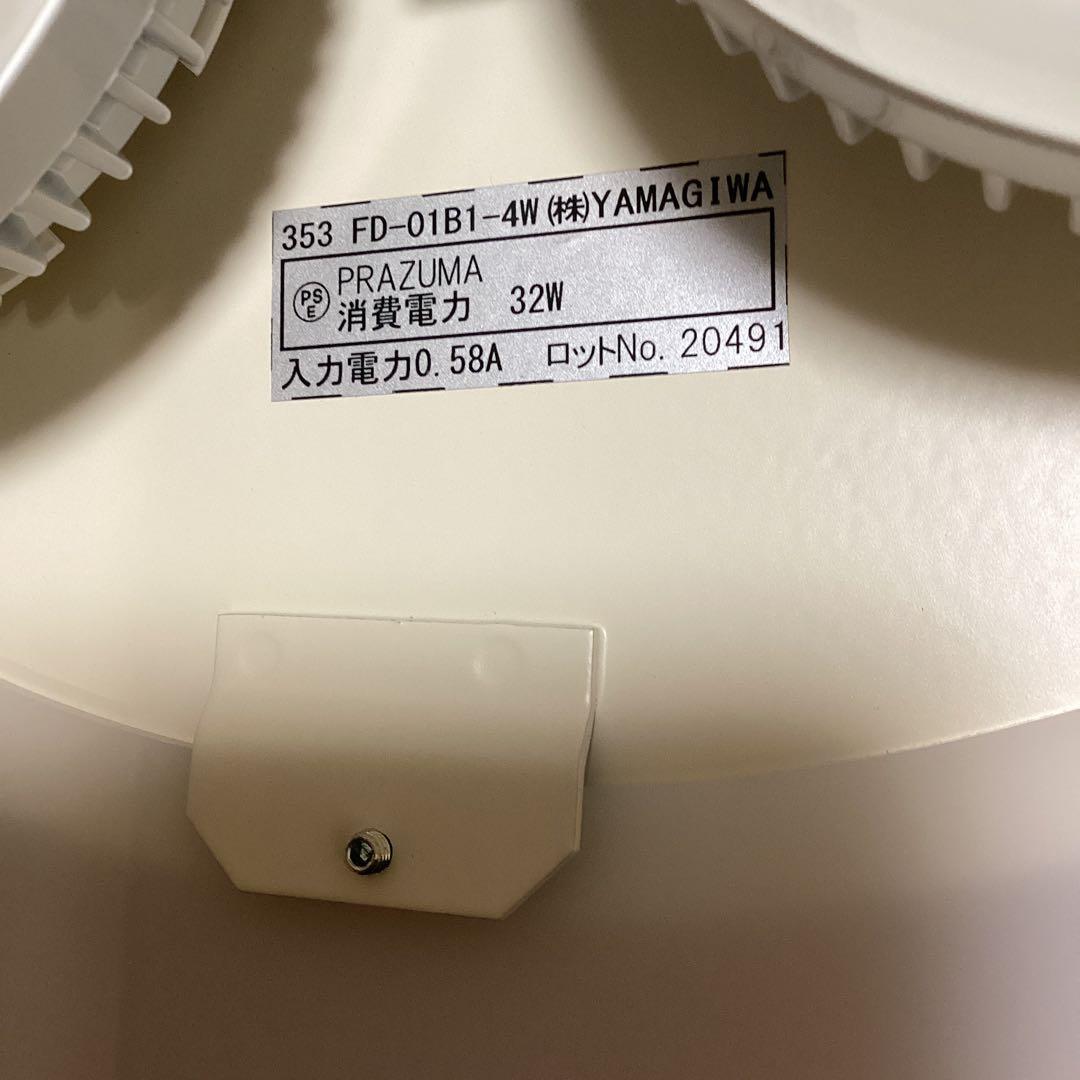 353 FD-01B1-4W(株)YAMAGIWA
PSE PRAZUMA
消費電力 32W
入力電力0.58A ロットNo. 20491